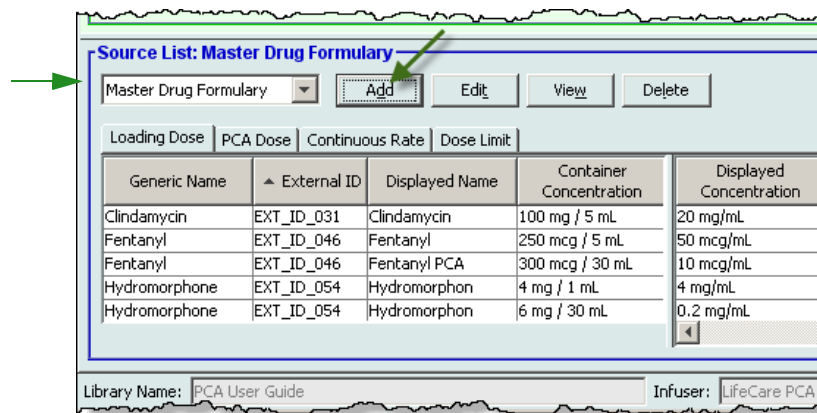 Source List: Master Drug Formulary
Master Drug Formulary Add Edit View Delete
Loading Dose PCA Dose Continuous Rate Dose Limit
Generic Name External ID Displayed Name Container Concentration Displayed Concentration
Clindamycin EXT_ID_031 Clindamycin 100 mg / 5 mL 20 mg/mL
Fentanyl EXT_ID_046 Fentanyl 250 mcg / 5 mL 50 mcg/mL
Fentanyl EXT_ID_046 Fentanyl PCA 300 mcg / 30 mL 10 mcg/mL
Hydromorphone EXT_ID_054 Hydromorphon 4 mg / 1 mL 4 mg/mL
Hydromorphone EXT_ID_054 Hydromorphon 6 mg / 30 mL 0.2 mg/mL
Library Name: PCA User Guide Infuser: LifeCare PCA